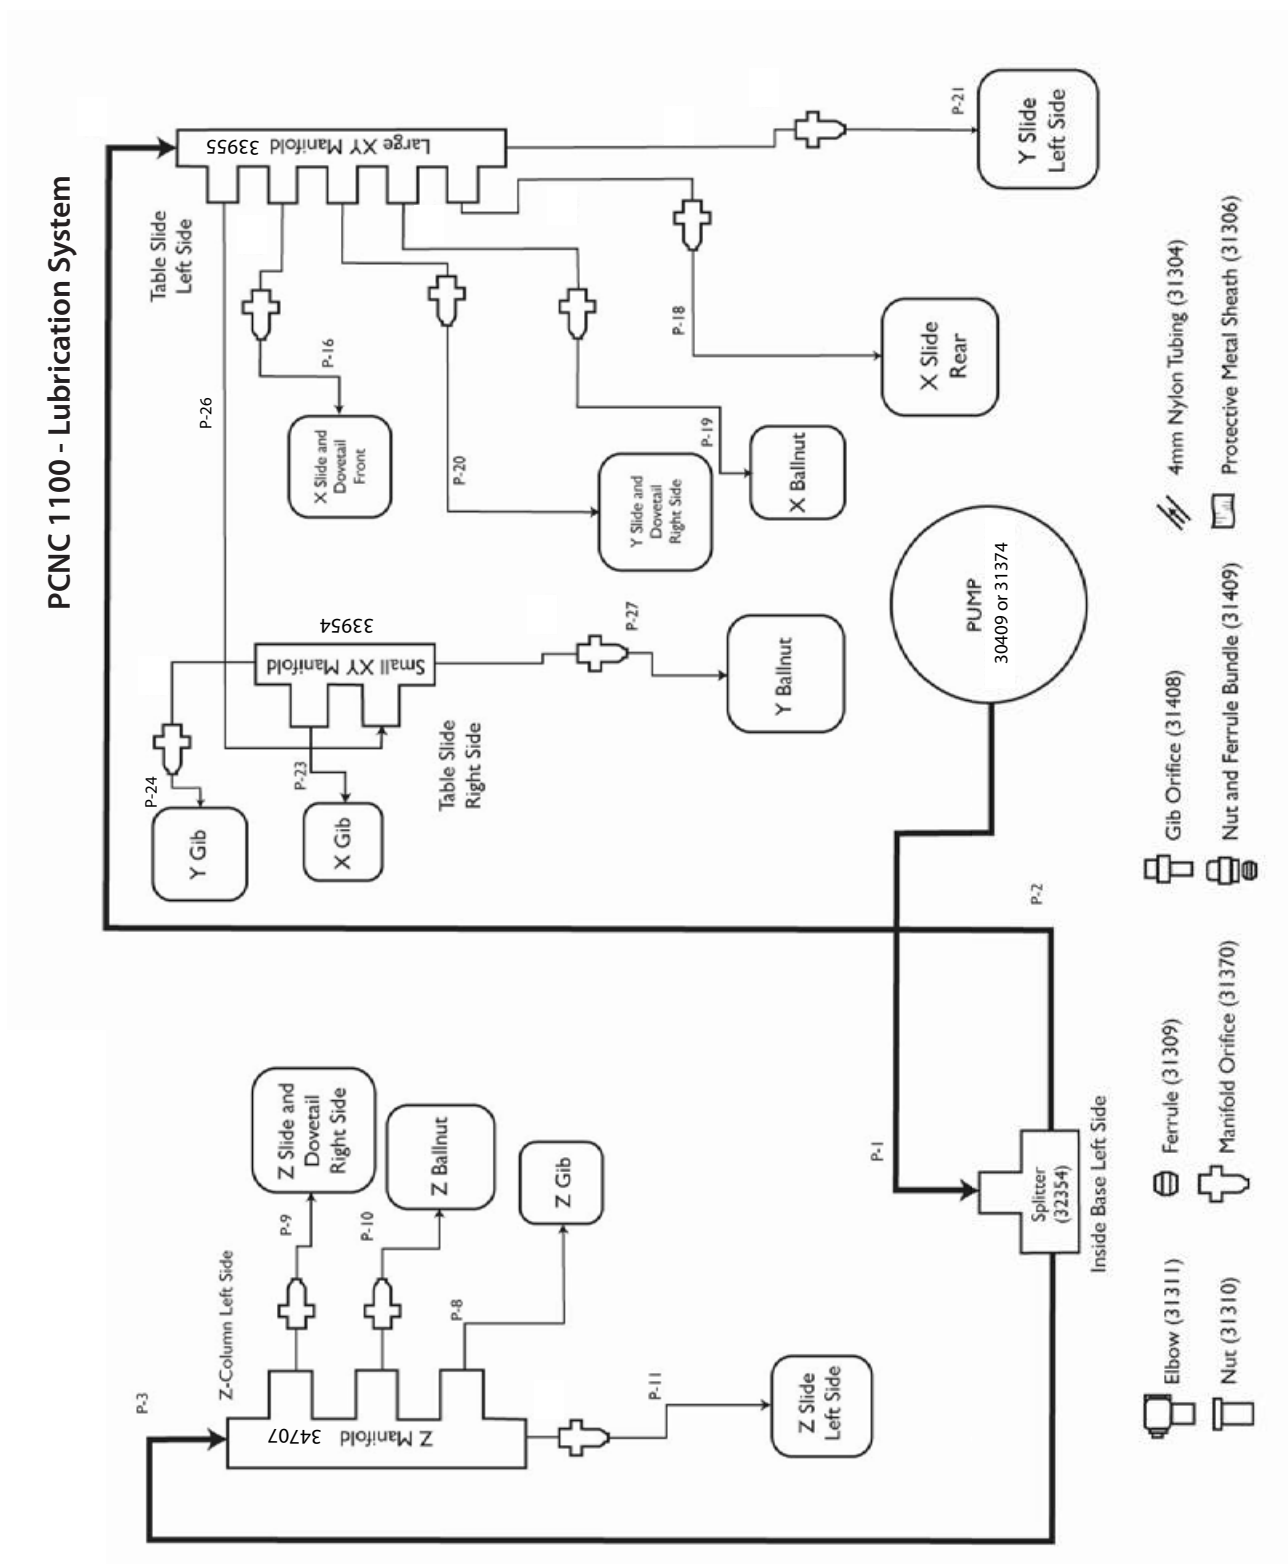 PCNC 1100 - Lubrication System
P-3
Z-Column Left Side
34707
Z Manifold
P-9
Z Slide and
Dovetail
Right Side
P-10
Z Ballnut
P-8
Z Gib
P-11
Z Slide
Left Side
P-24
Y Gib
P-23
X Gib
Table Slide
Right Side
Small XY Manifold
33954
P-27
Y Ballnut
P-26
Table Slide
Left Side
Large XY Manifold 33955
P-16
X Slide and
Dovetail
Front
P-20
Y Slide and
Dovetail
Right Side
P-19
X Ballnut
P-18
X Slide
Rear
P-21
Y Slide
Left Side
PUMP
30409 or 31374
P-1
P-2
Splitter
(32354)
Inside Base Left Side
Elbow (31311)
Ferrule (31309)
Gib Orifice (31408)
4mm Nylon Tubing (31304)
Nut (31310)
Manifold Orifice (31370)
Nut and Ferrule Bundle (31409)
Protective Metal Sheath (31306)